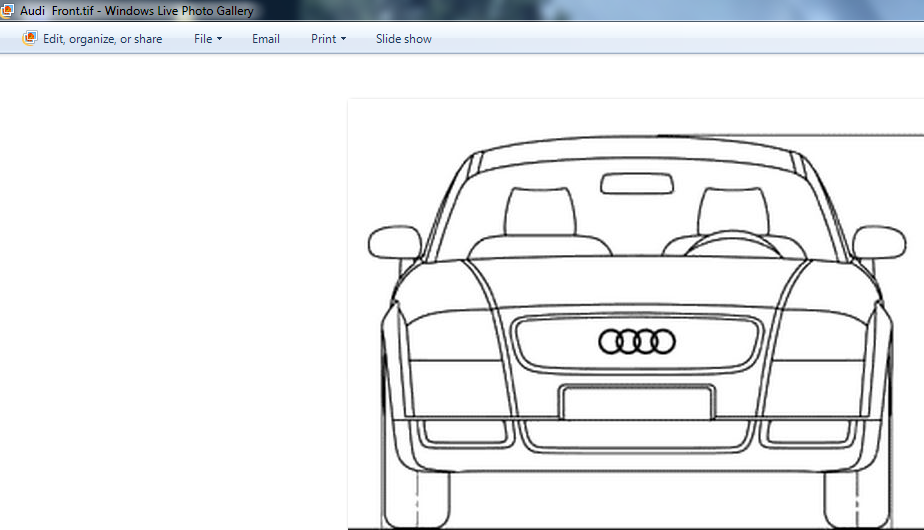 Audi  Front.tif - Windows Live Photo Gallery
Edit, organize, or share File Email Print Slide show